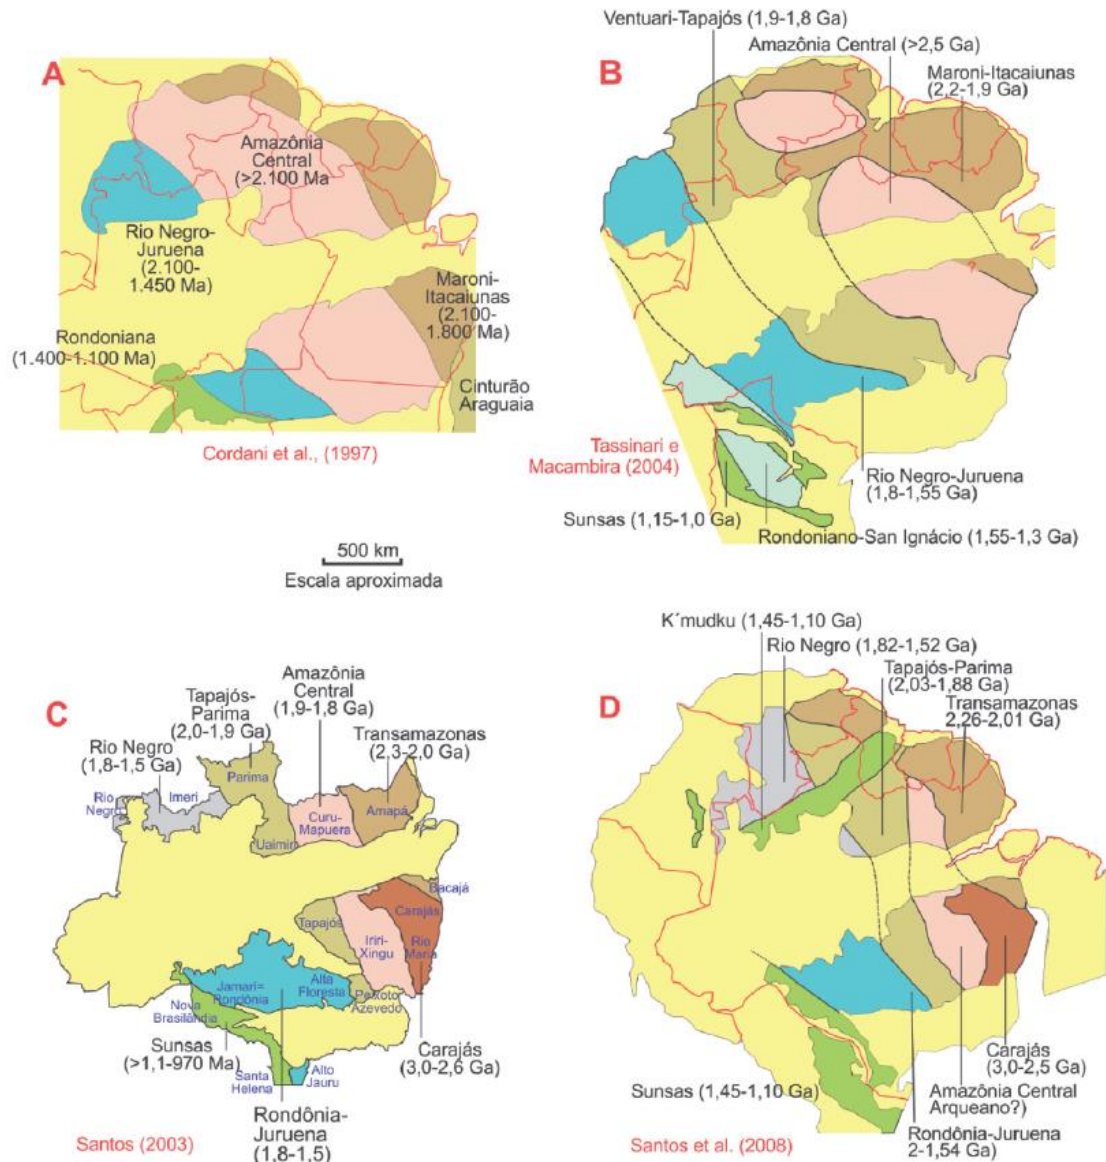 A
Amazônia
Central
(>2.100 Ma
Rio Negro-
Juruena
(2.100-
1.450 Ma)
Maroni-
Itacaiunas
(2.100-
1.800 Ma)
Rondoniana
(1.400-1.100 Ma)
Cinturão
Araguaia
Cordani et al., (1997)
B
Ventuari-Tapajós (1,9-1,8 Ga)
Amazônia Central (>2,5 Ga)
Maroni-Itacaiunas
(2,2-1,9 Ga)
?
Tassinari e
Macambira (2004)
Rio Negro-Juruena
(1,8-1,55 Ga)
Sunsas (1,15-1,0 Ga)
Rondoniano-San Ignácio (1,55-1,3 Ga)
500 km
Escala aproximada
C
Amazônia
Central
(1,9-1,8 Ga)
Tapajós-
Parima
(2,0-1,9 Ga)
Transamazonas
(2,3-2,0 Ga)
Rio Negro
(1,8-1,5 Ga)
Parima
Rio
Negro
Imeri
Curu-
Mapuera
Amapá
Uaimiri
Bacajá
Carajás
Tapajós
Iriri-
Xingu
Rio
Maria
Jamari=
Rondônia
Alta
Floresta
Peixoto
Azevedo
Nova
Brasilândia
Sunsas
(>1,1-970 Ma)
Carajás
(3,0-2,6 Ga)
Santa
Helena
Alto
Jauru
Rondônia-
Juruena
(1,8-1,5)
Santos (2003)
D
K´mudku (1,45-1,10 Ga)
Rio Negro (1,82-1,52 Ga)
Tapajós-Parima
(2,03-1,88 Ga)
Transamazonas
2,26-2,01 Ga)
Carajás
(3,0-2,5 Ga)
Sunsas (1,45-1,10 Ga)
Amazônia Central
Arqueano?)
Rondônia-Juruena
2-1,54 Ga)
Santos et al. (2008)